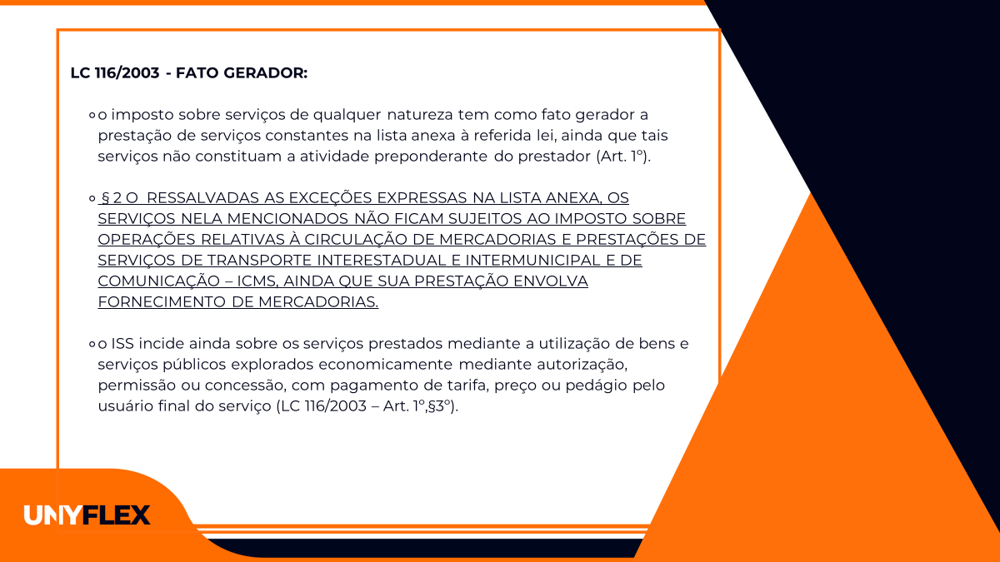 LC 116/2003 - FATO GERADOR:
o imposto sobre serviços de qualquer natureza tem como fato gerador a
prestação de serviços constantes na lista anexa à referida lei, ainda que tais
serviços não constituam a atividade preponderante do prestador (Art. 1º).
§ 2 O RESSALVADAS AS EXCEÇÕES EXPRESSAS NA LISTA ANEXA, OS
SERVIÇOS NELA MENCIONADOS NÃO FICAM SUJEITOS AO IMPOSTO SOBRE
OPERAÇÕES RELATIVAS À CIRCULAÇÃO DE MERCADORIAS E PRESTAÇÕES DE
SERVIÇOS DE TRANSPORTE INTERESTADUAL E INTERMUNICIPAL E DE
COMUNICAÇÃO – ICMS, AINDA QUE SUA PRESTAÇÃO ENVOLVA
FORNECIMENTO DE MERCADORIAS.
o ISS incide ainda sobre os serviços prestados mediante a utilização de bens e
serviços públicos explorados economicamente mediante autorização,
permissão ou concessão, com pagamento de tarifa, preço ou pedágio pelo
usuário final do serviço (LC 116/2003 – Art. 1º,§3º).
UNYFLEX